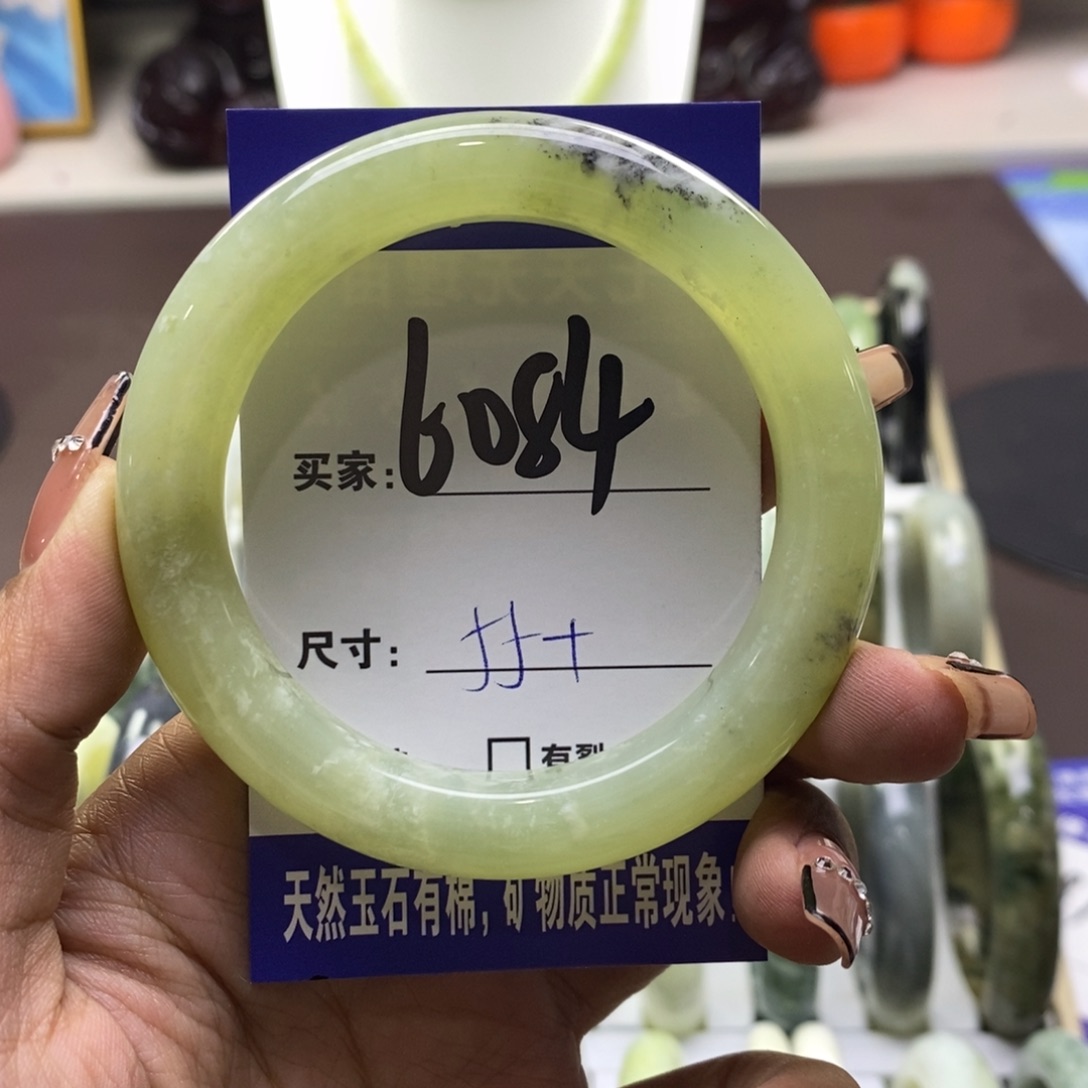 买家: 6084
尺寸: 55+
有裂
天然玉石有棉, 矿物质正常现象!